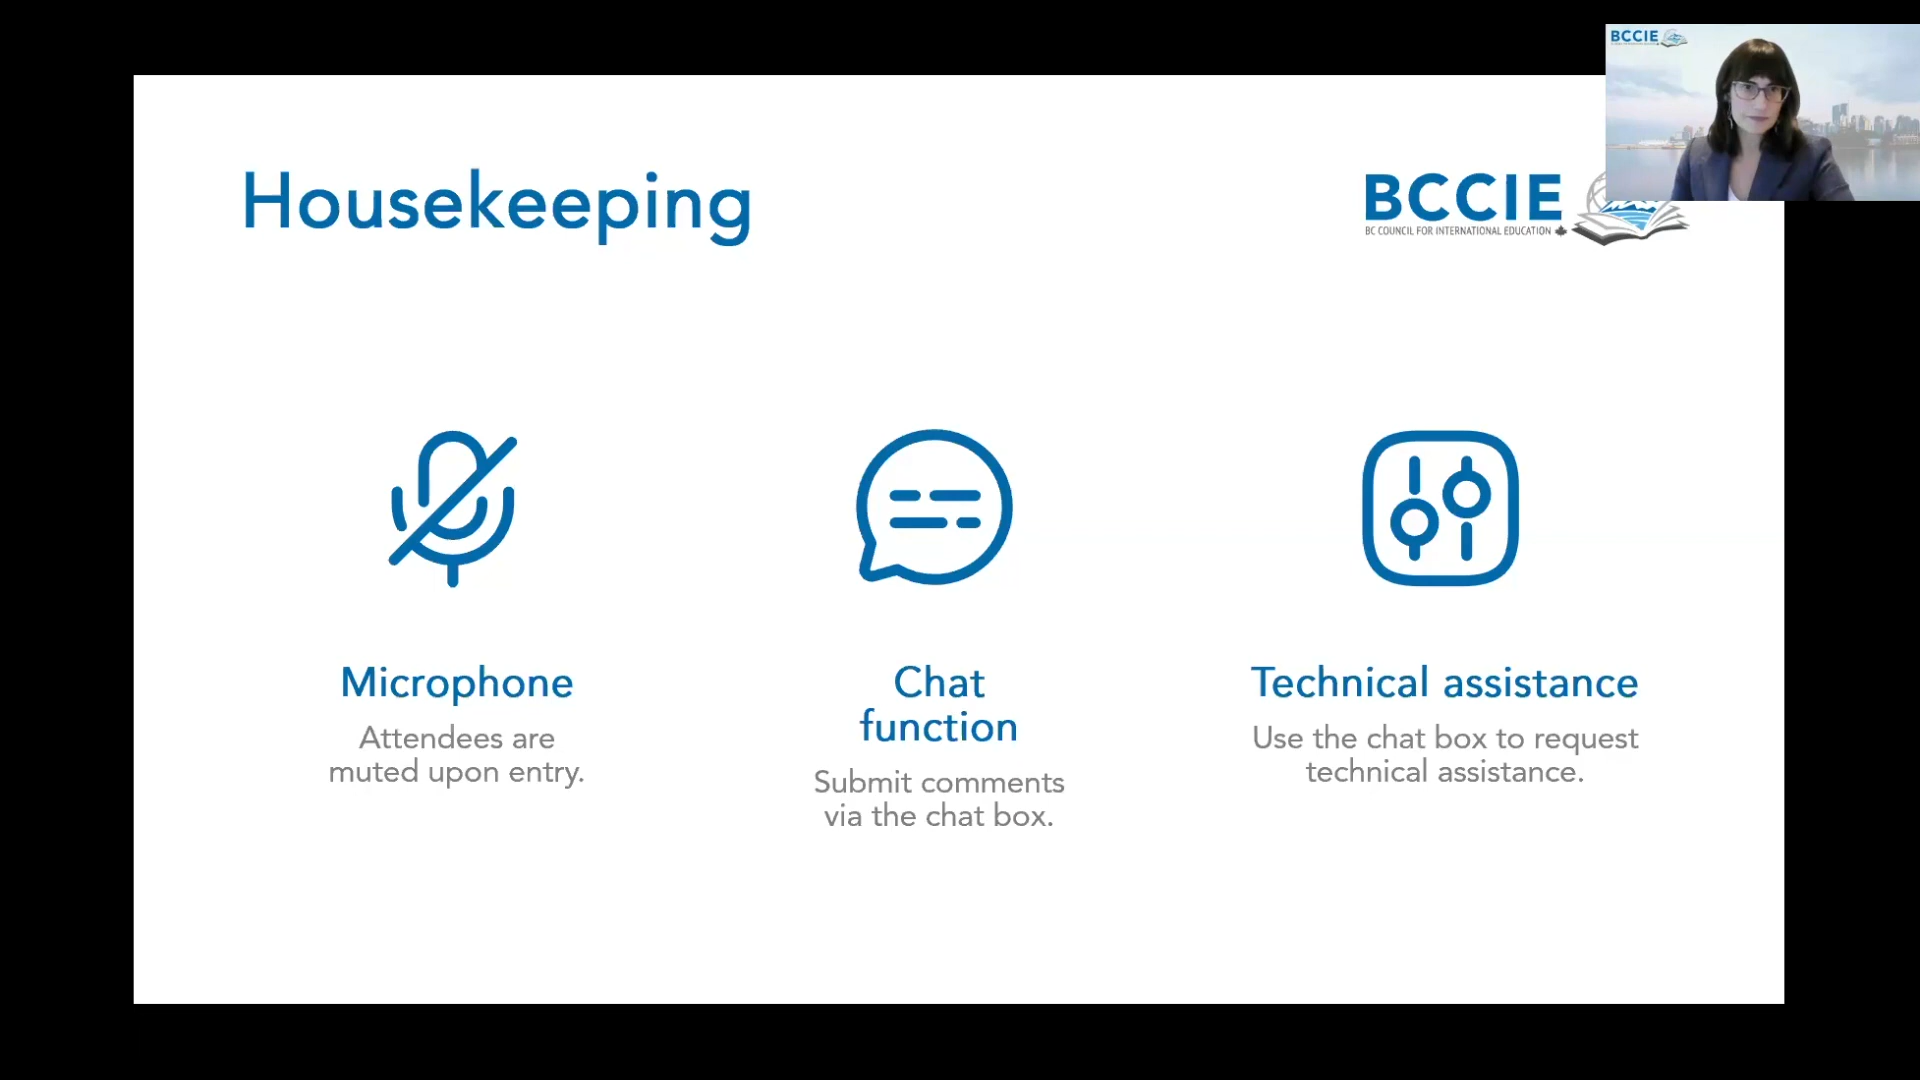 BCCIE
Housekeeping
BCCIE
BC COUNCIL FOR INTERNATIONAL EDUCATION
Microphone
Attendees are
muted upon entry.
Chat
function
Submit comments
via the chat box.
Technical assistance
Use the chat box to request
technical assistance.